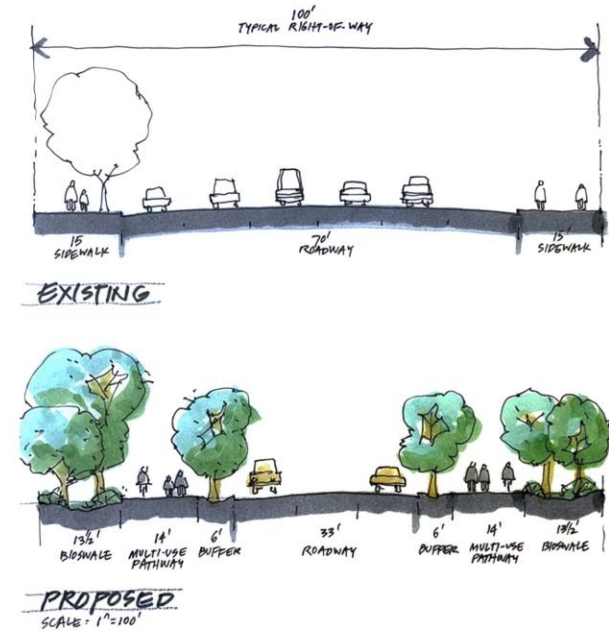 100'
TYPICAL RIGHT-OF-WAY
15
SIDEWALK
70'
ROADWAY
15'
SIDEWALK
EXISTING
13½'
BIOSWALE
14'
MULTI-USE
PATHWAY
6'
BUFFER
33'
ROADWAY
6'
BUFFER
14'
MULTI-USE
PATHWAY
13½'
BIOSWALE
PROPOSED
SCALE: 1"=100'